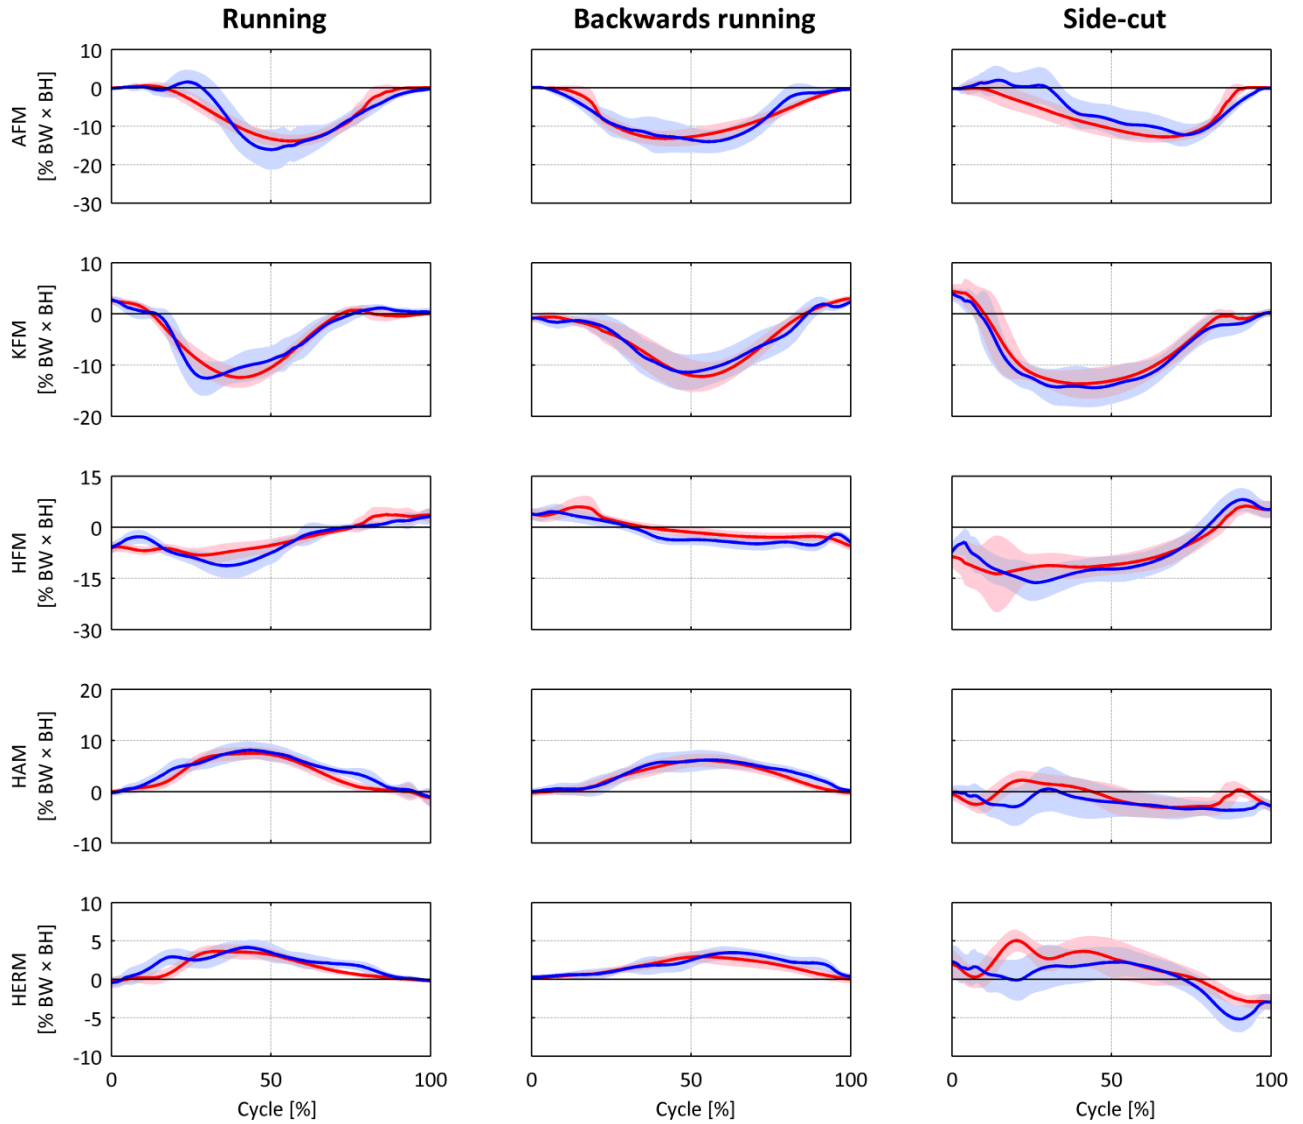 Running Backwards running Side-cut
AFM
[% BW × BH]
10
0
-10
-20
-30
KFM
[% BW × BH]
10
0
-10
-20
HFM
[% BW × BH]
15
0
-15
-30
HAM
[% BW × BH]
20
10
0
-10
HERM
[% BW × BH]
10
5
0
-5
-10
0 50 100 0 50 100 0 50 100
Cycle [%] Cycle [%] Cycle [%]